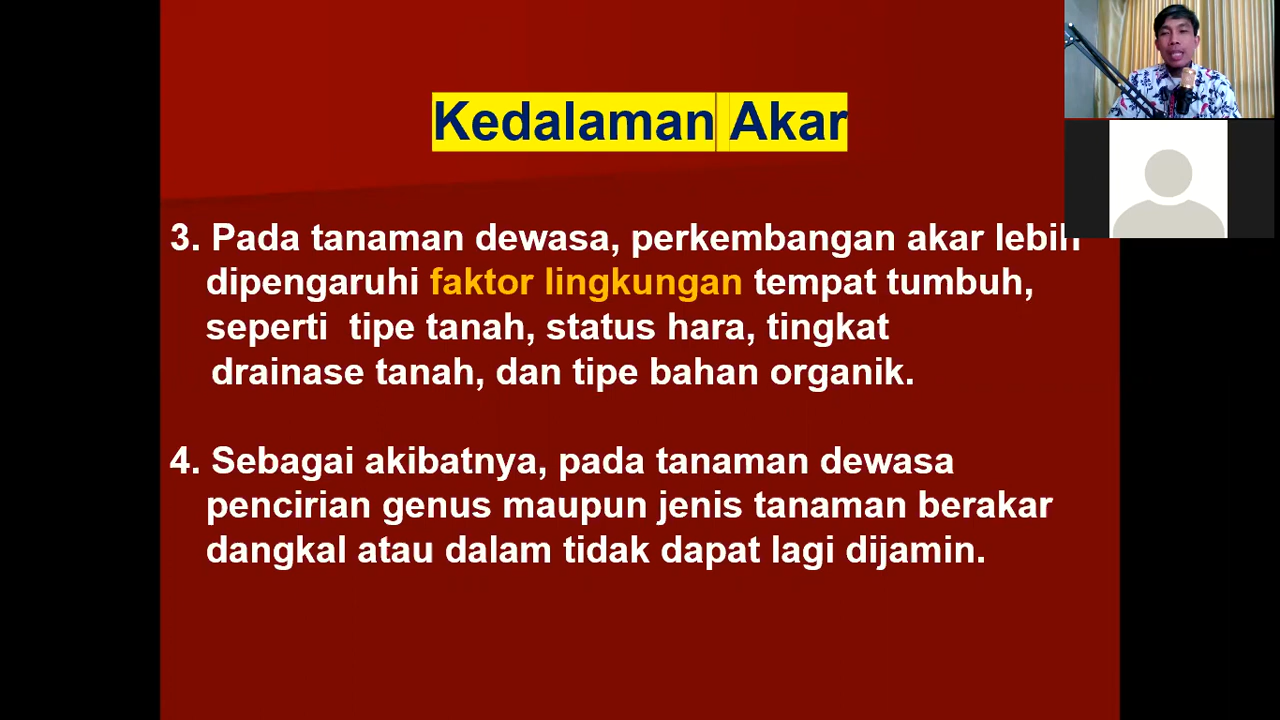 Kedalaman Akar
3. Pada tanaman dewasa, perkembangan akar lebih
dipengaruhi faktor lingkungan tempat tumbuh,
seperti tipe tanah, status hara, tingkat
drainase tanah, dan tipe bahan organik.
4. Sebagai akibatnya, pada tanaman dewasa
pencirian genus maupun jenis tanaman berakar
dangkal atau dalam tidak dapat lagi dijamin.